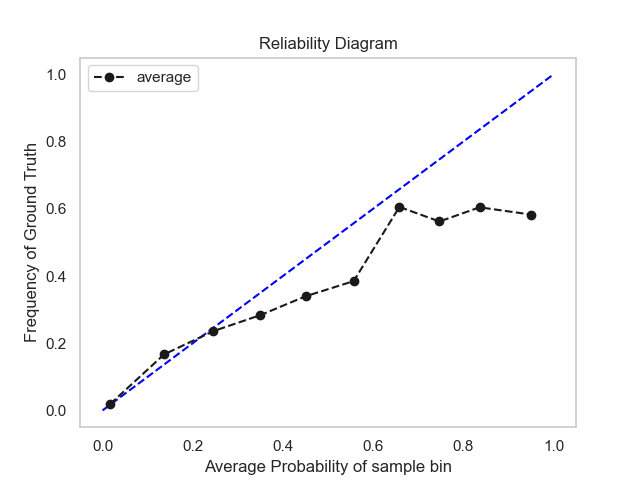 Reliability Diagram
average
1.0
0.8
0.6
0.4
0.2
0.0
Frequency of Ground Truth
0.0 0.2 0.4 0.6 0.8 1.0
Average Probability of sample bin